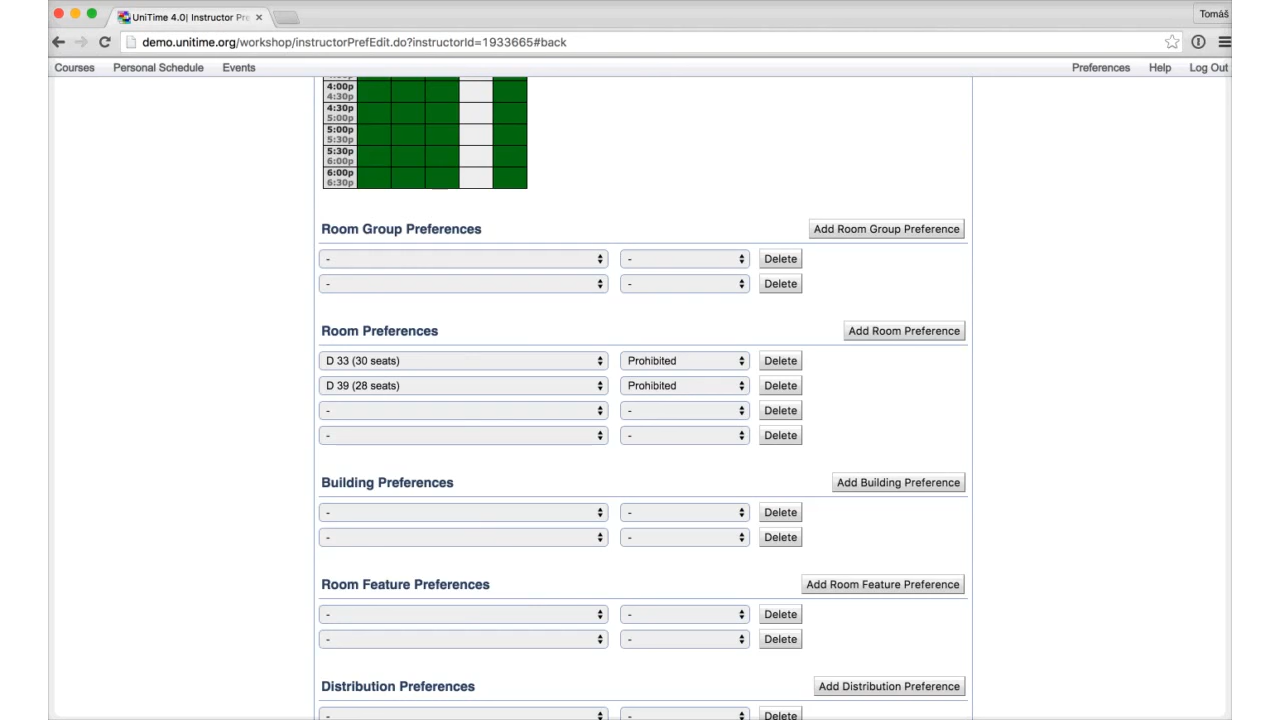 UniTime 4.0| Instructor Pre
Tomáš
demo.unitime.org/workshop/instructorPrefEdit.do?instructorId=1933665#back
Courses Personal Schedule Events Preferences Help Log Out
4:00p
4:30p
4:30p
5:00p
5:00p
5:30p
5:30p
6:00p
6:00p
6:30p
Room Group Preferences Add Room Group Preference
- - Delete
- - Delete
Room Preferences Add Room Preference
D 33 (30 seats) Prohibited Delete
D 39 (28 seats) Prohibited Delete
- - Delete
- - Delete
Building Preferences Add Building Preference
- - Delete
- - Delete
Room Feature Preferences Add Room Feature Preference
- - Delete
- - Delete
Distribution Preferences Add Distribution Preference
- - Delete